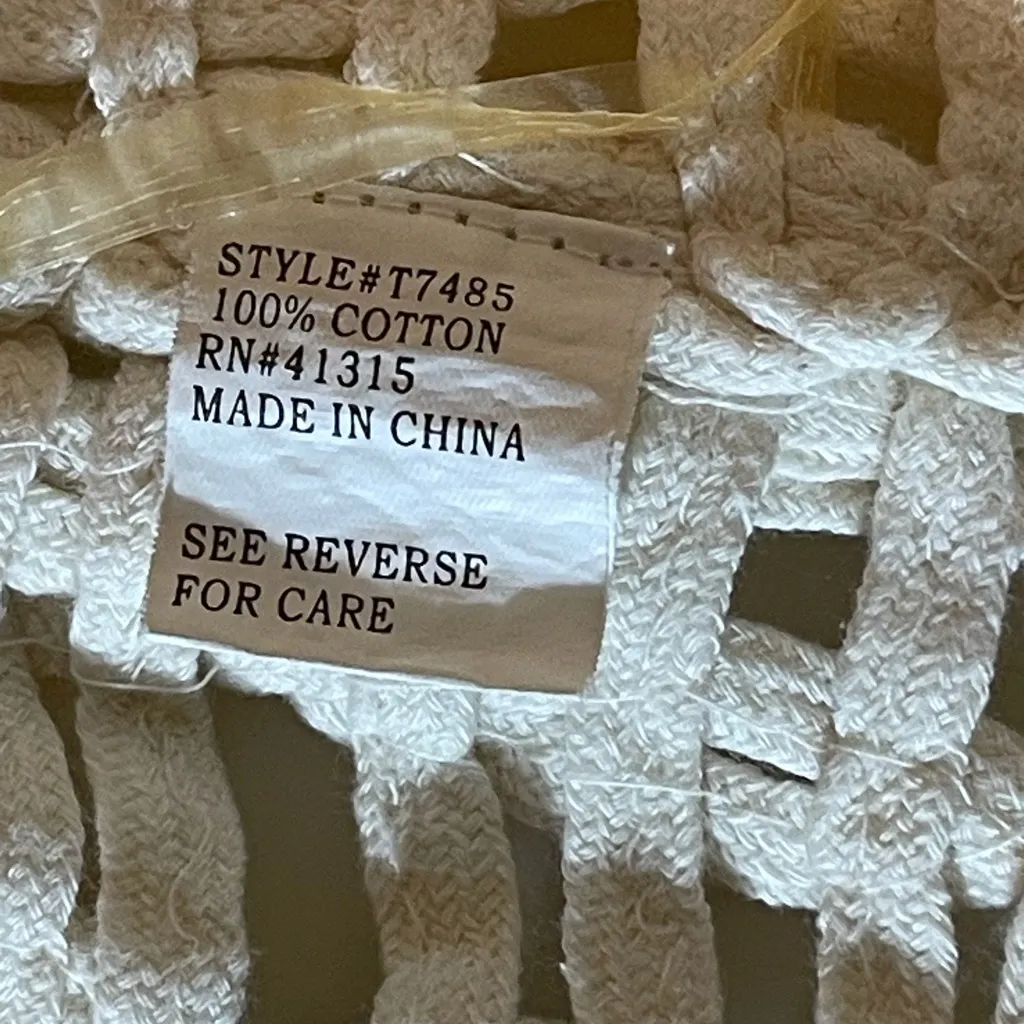 STYLE#T7485
100% COTTON
RN#41315
MADE IN CHINA
SEE REVERSE
FOR CARE